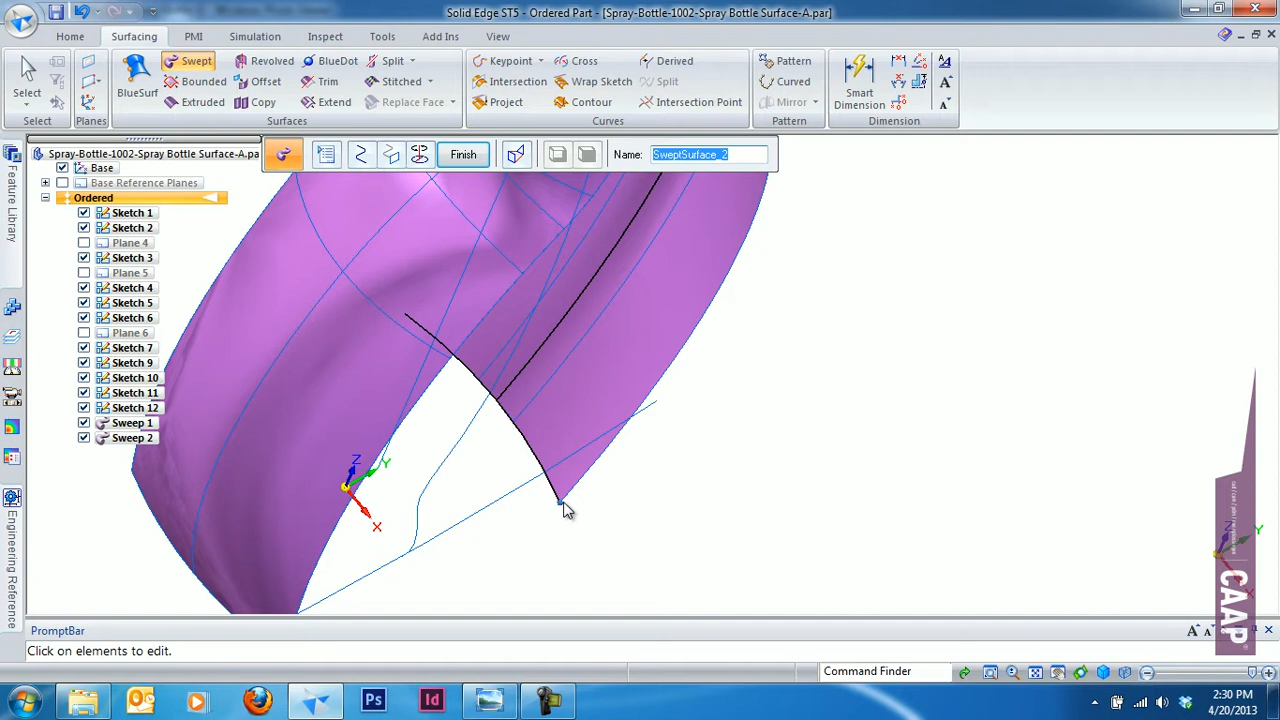 Solid Edge ST5 - Ordered Part - [Spray-Bottle-1002-Spray Bottle Surface-A.par]
Home Surfacing PMI Simulation Inspect Tools Add Ins View
Select
Select
Planes
BlueSurf
Swept Revolved BlueDot Split
Bounded Offset Trim Stitched
Extruded Copy Extend Replace Face
Surfaces
Keypoint Cross Derived
Intersection Wrap Sketch Split
Project Contour Intersection Point
Curves
Pattern
Curved
Mirror
Pattern
Smart
Dimension
A
A
A
Dimension
Spray-Bottle-1002-Spray Bottle Surface-A.pa
Finish
Name: SweptSurface_2
Base
Base Reference Planes
Ordered
Sketch 1
Sketch 2
Plane 4
Sketch 3
Plane 5
Sketch 4
Sketch 5
Sketch 6
Plane 6
Sketch 7
Sketch 9
Sketch 10
Sketch 11
Sketch 12
Sweep 1
Sweep 2
Feature Library
Engineering Reference
Z
Y
X
Z
Y
CAAP
PromptBar
Click on elements to edit.
Command Finder
Ps
Id
2:30 PM
4/20/2013